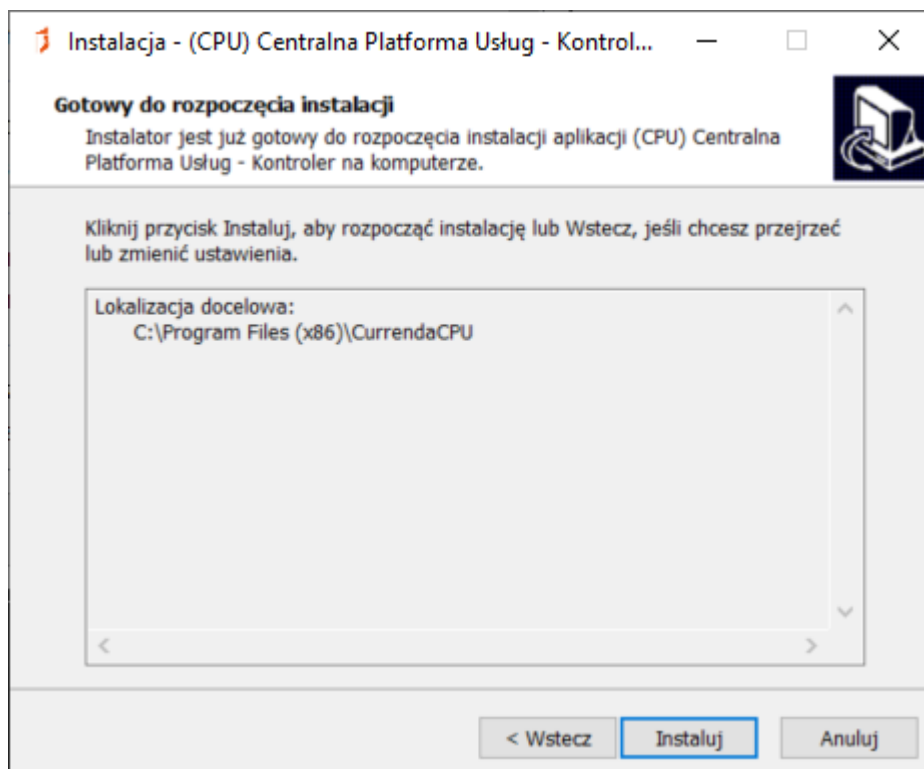 Instalacja - (CPU) Centralna Platforma Usług - Kontrol...
Gotowy do rozpoczęcia instalacji
Instalator jest już gotowy do rozpoczęcia instalacji aplikacji (CPU) Centralna
Platforma Usług - Kontroler na komputerze.
Kliknij przycisk Instaluj, aby rozpocząć instalację lub Wstecz, jeśli chcesz przejrzeć
lub zmienić ustawienia.
Lokalizacja docelowa:
C:\Program Files (x86)\CurrendaCPU
< Wstecz
Instaluj
Anuluj